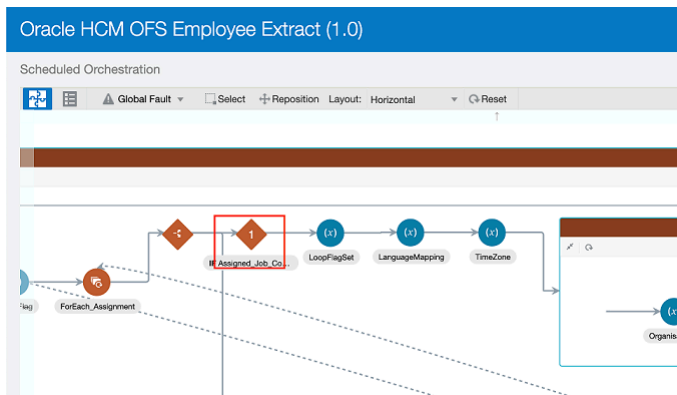 Oracle HCM OFS Employee Extract (1.0)
Scheduled Orchestration
Global Fault Select Reposition Layout: Horizontal Reset
1
(x) (x) (x)
IF Assigned_Job_Co... LoopFlagSet LanguageMapping TimeZone
Flag ForEach_Assignment
(x
Organis